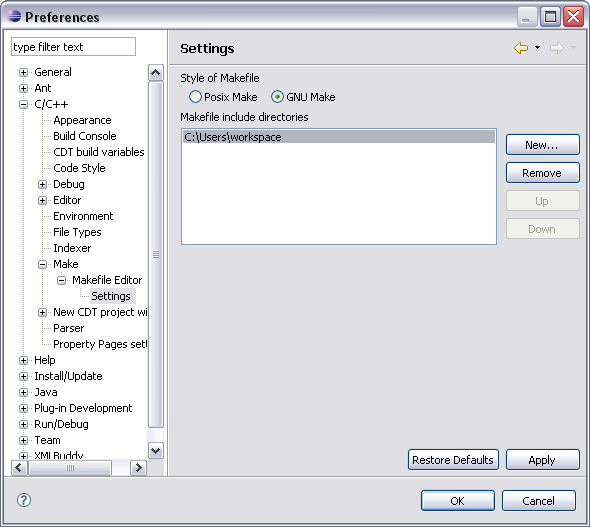 Preferences
type filter text
General
Ant
C/C++
Appearance
Build Console
CDT build variables
Code Style
Debug
Editor
Environment
File Types
Indexer
Make
Makefile Editor
Settings
New CDT project wi
Parser
Property Pages sett
Help
Install/Update
Java
Plug-in Development
Run/Debug
Team
XMLBuddy
Settings
Style of Makefile
Posix Make GNU Make
Makefile include directories
C:\Users\workspace
New...
Remove
Up
Down
Restore Defaults Apply
? OK Cancel